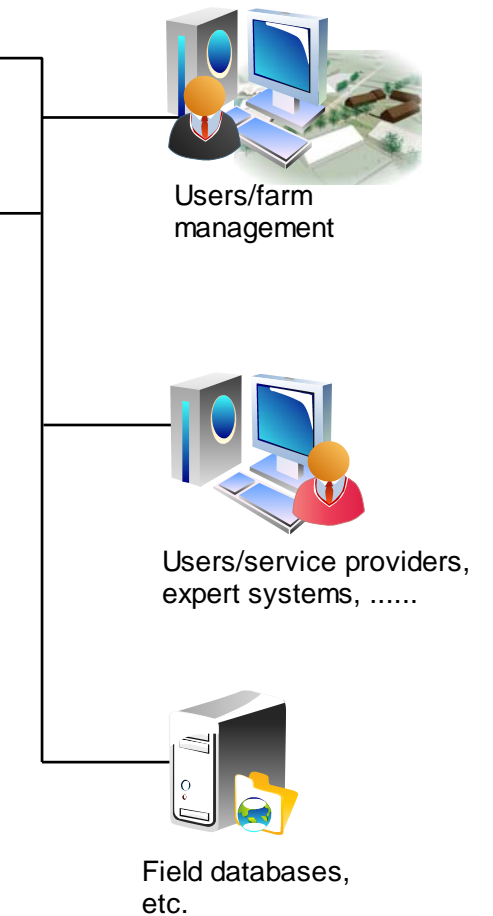 Users/farm
management
Users/service providers,
expert systems, ......
Field databases,
etc.